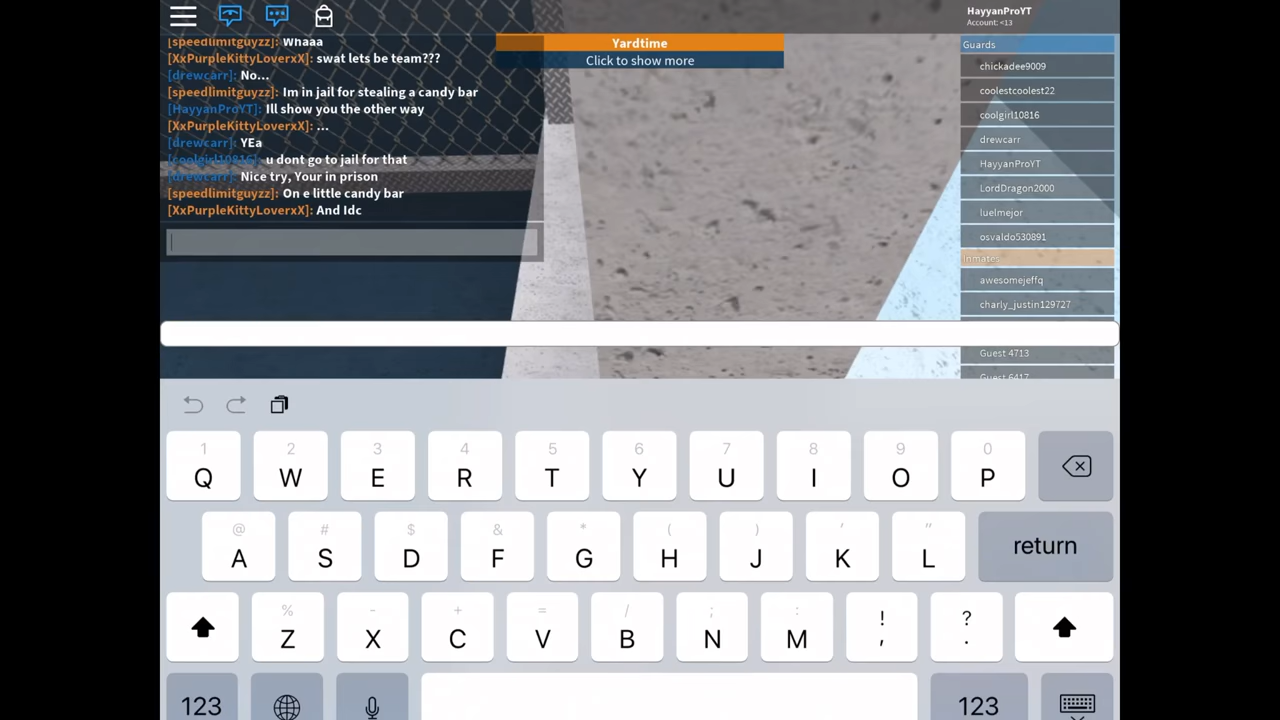 HayyanProYT
Account: <13
[speedlimitguyzz]: Whaaa
[XxPurpleKittyLoverxX]: swat lets be team???
[drewcarr]: No...
[speedlimitguyzz]: Im in jail for stealing a candy bar
[HayyanProYT]: Ill show you the other way
[XxPurpleKittyLoverxX]: ...
[drewcarr]: YEa
[coolgirl10816]: u dont go to jail for that
[drewcarr]: Nice try, Your in prison
[speedlimitguyzz]: On e little candy bar
[XxPurpleKittyLoverxX]: And Idc
Yardtime
Click to show more
Guards
chickadee9009
coolestcoolest22
coolgirl10816
drewcarr
HayyanProYT
LordDragon2000
luelmejor
osvaldo530891
Inmates
awesomejeffq
charly_justin129727
Guest 4713
Guest 6417
1 2 3 4 5 6 7 8 9 0
Q W E R T Y U I O P
@ # $ & * ( ) ' "
A S D F G H J K L return
% - + = / ; : ! ?
Z X C V B N M , .
123 123